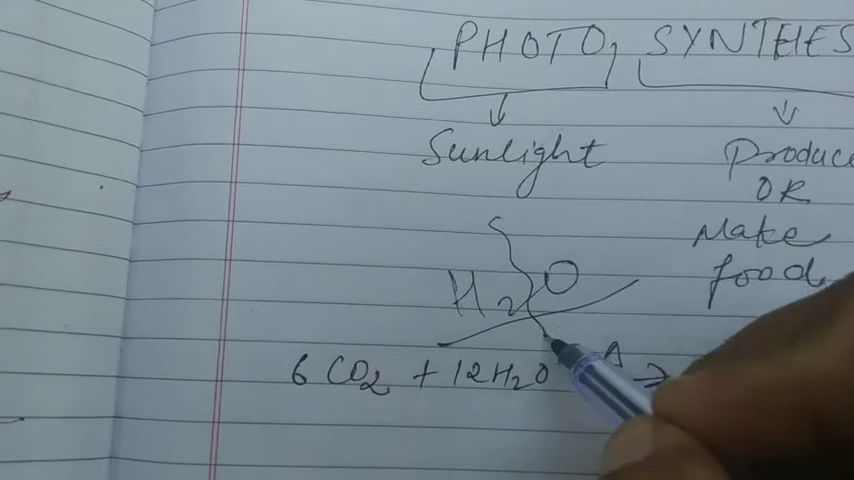 PHOTO, SYNTHES
Sunlight Produce
OR
Make
H2O food
6 CO2 + 12H2O →